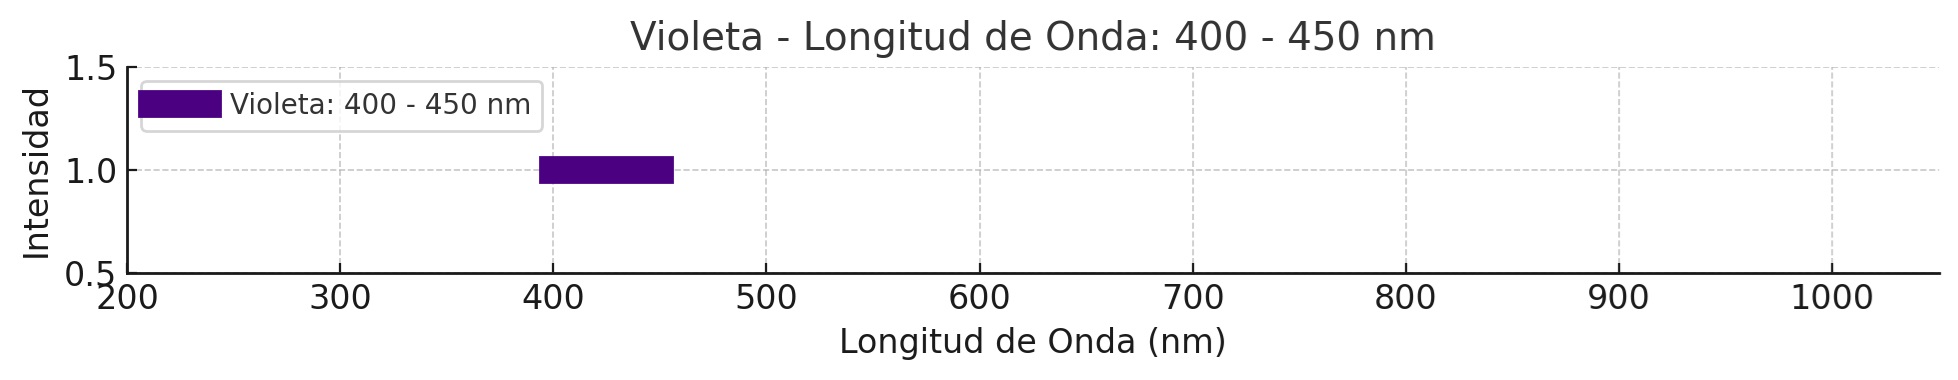 Violeta - Longitud de Onda: 400 - 450 nm
1.5
Violeta: 400 - 450 nm
Intensidad
1.0
0.5
200 300 400 500 600 700 800 900 1000
Longitud de Onda (nm)